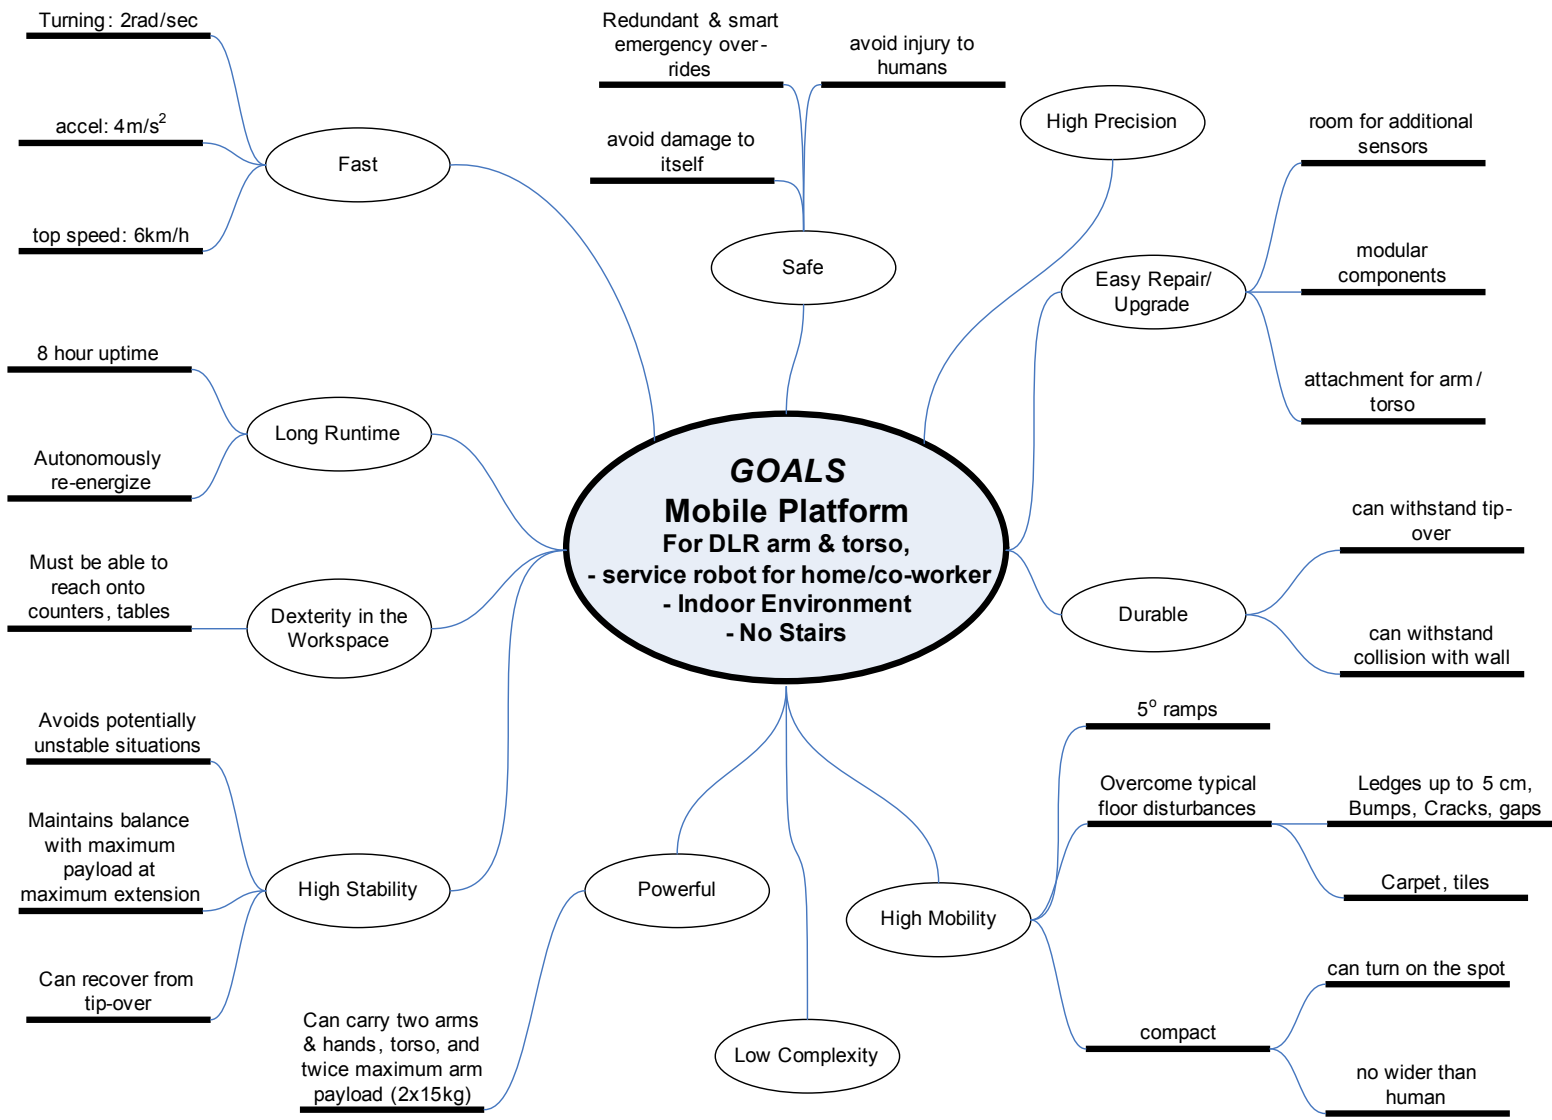 GOALS
Mobile Platform
For DLR arm & torso,
- service robot for home/co-worker
- Indoor Environment
- No Stairs
Fast
Turning: 2rad/sec
accel: 4m/s²
top speed: 6km/h
Safe
Redundant & smart
emergency over-
rides
avoid injury to
humans
avoid damage to
itself
High Precision
Easy Repair/
Upgrade
room for additional
sensors
modular
components
attachment for arm/
torso
Long Runtime
8 hour uptime
Autonomously
re-energize
Dexterity in the
Workspace
Must be able to
reach onto
counters, tables
Durable
can withstand tip-
over
can withstand
collision with wall
High Stability
Avoids potentially
unstable situations
Maintains balance
with maximum
payload at
maximum extension
Can recover from
tip-over
Powerful
Can carry two arms
& hands, torso, and
twice maximum arm
payload (2x15kg)
Low Complexity
High Mobility
5° ramps
Overcome typical
floor disturbances
Ledges up to 5 cm,
Bumps, Cracks, gaps
Carpet, tiles
compact
can turn on the spot
no wider than
human